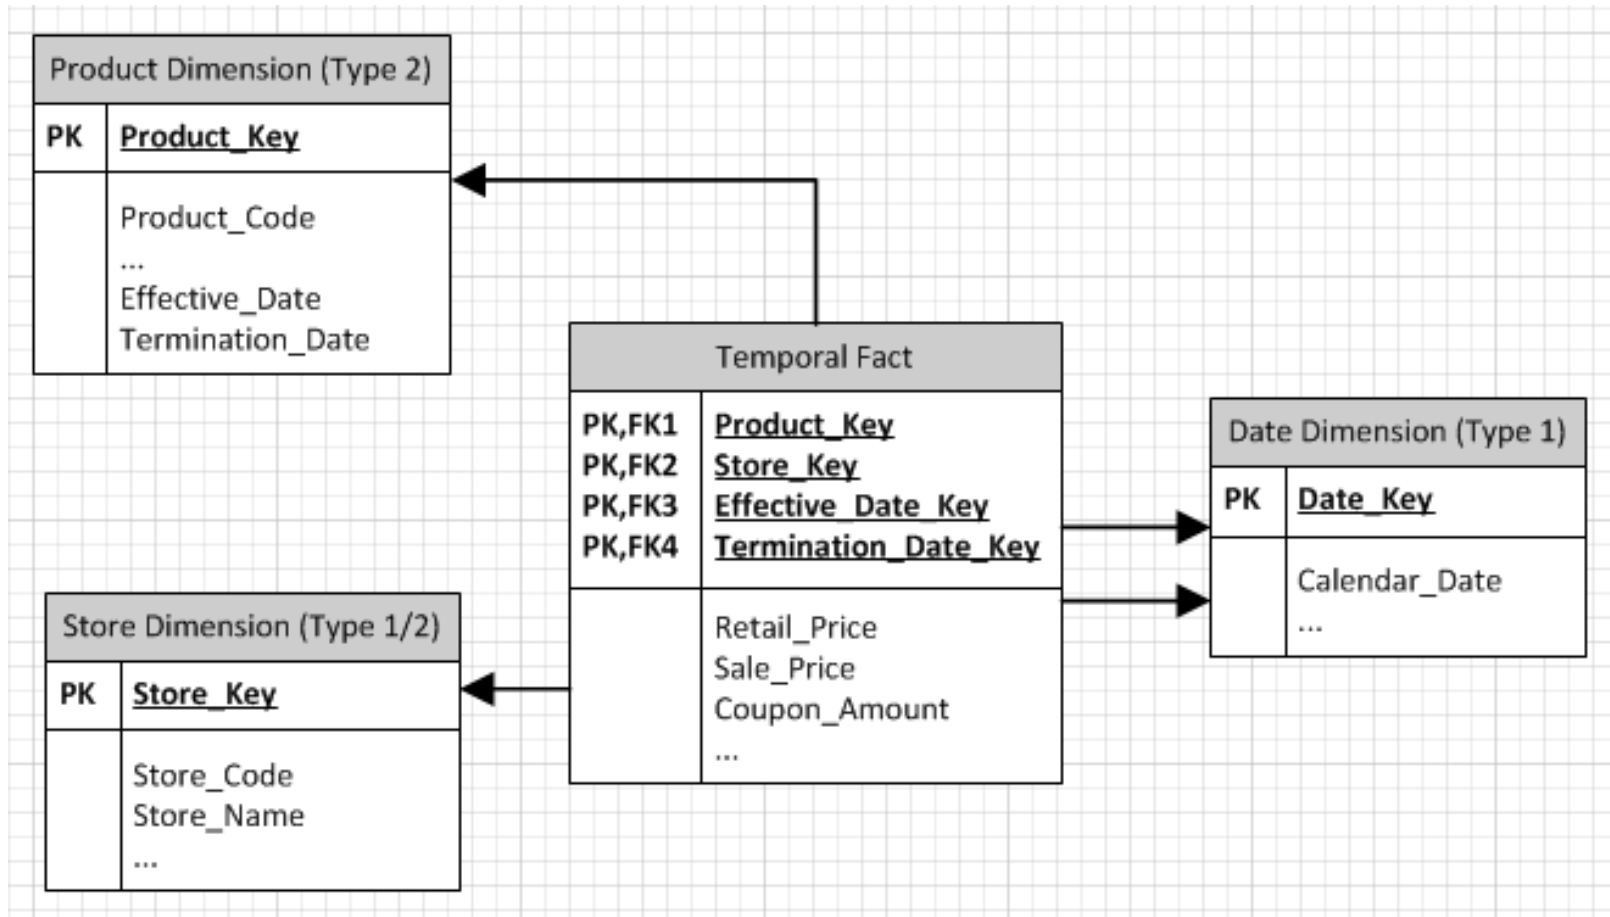 Product Dimension (Type 2)
PK Product_Key
Product_Code
...
Effective_Date
Termination_Date
Temporal Fact
PK,FK1 Product_Key
PK,FK2 Store_Key
PK,FK3 Effective_Date_Key
PK,FK4 Termination_Date_Key
Retail_Price
Sale_Price
Coupon_Amount
...
Date Dimension (Type 1)
PK Date_Key
Calendar_Date
...
Store Dimension (Type 1/2)
PK Store_Key
Store_Code
Store_Name
...